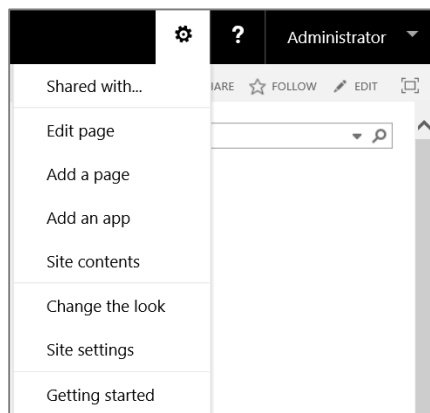 ? Administrator
Shared with...
ARE FOLLOW EDIT
Edit page
Add a page
Add an app
Site contents
Change the look
Site settings
Getting started